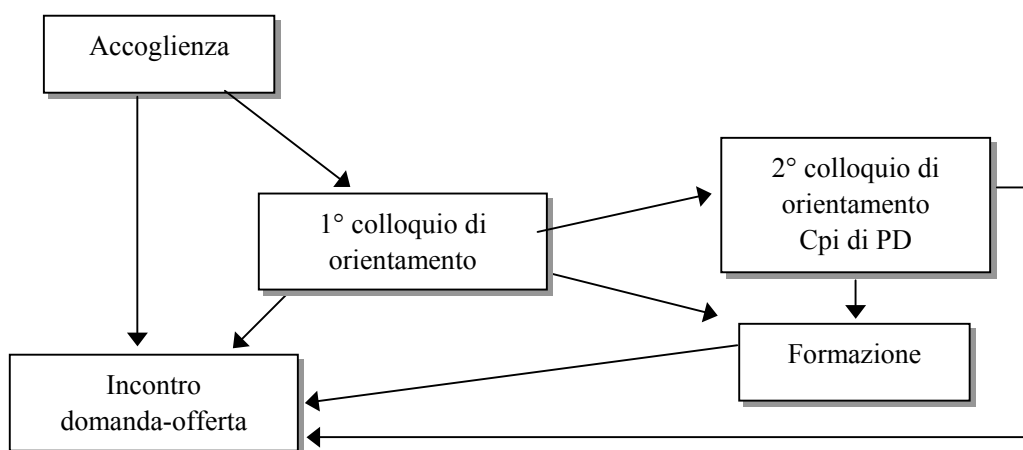 Accoglienza
1° colloquio di
orientamento
2° colloquio di
orientamento
Cpi di PD
Formazione
Incontro
domanda-offerta